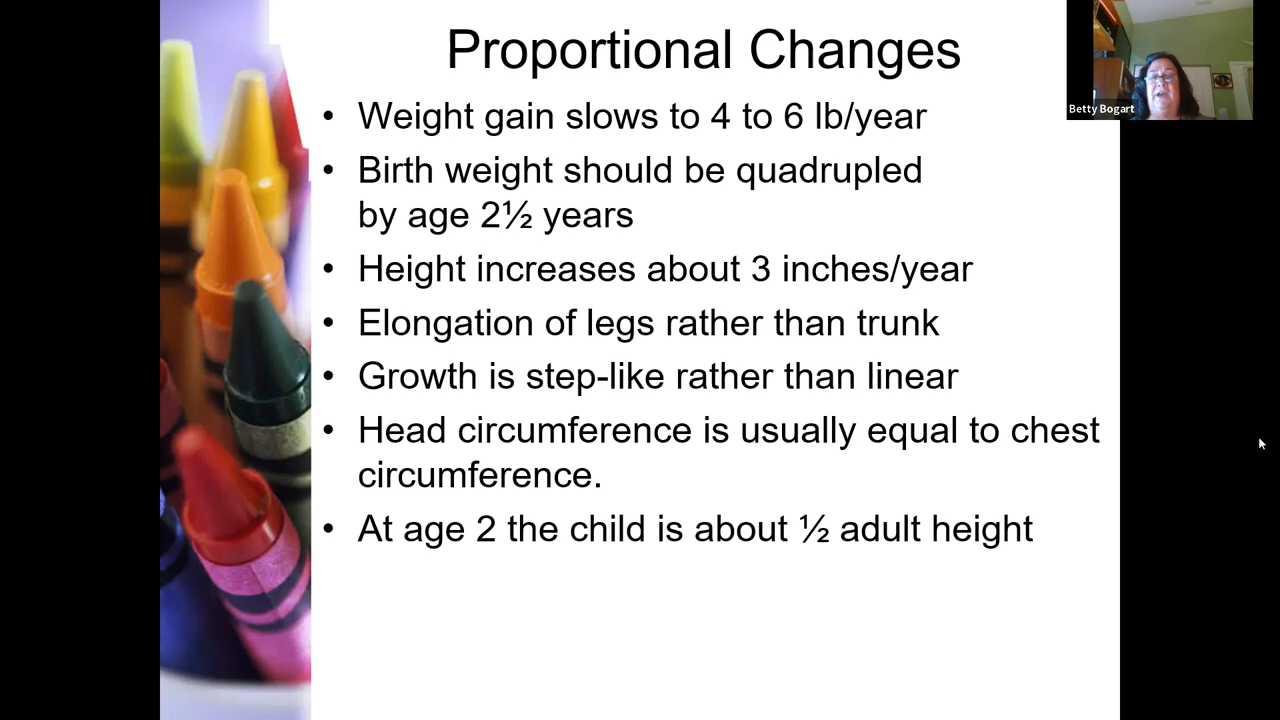 Proportional Changes
• Weight gain slows to 4 to 6 lb/year
• Birth weight should be quadrupled
by age 2½ years
• Height increases about 3 inches/year
• Elongation of legs rather than trunk
• Growth is step-like rather than linear
• Head circumference is usually equal to chest
circumference.
• At age 2 the child is about ½ adult height
Betty Bogart